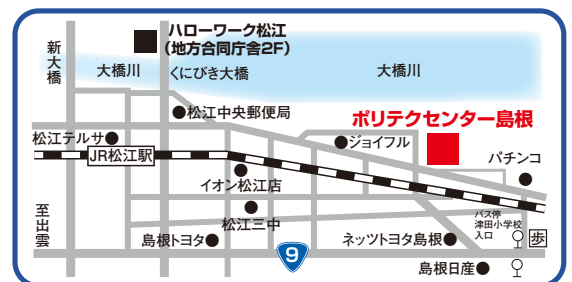 ハローワーク松江
(地方合同庁舎2F)
新大橋
大橋川
くにびき大橋
大橋川
松江中央郵便局
ポリテクセンター島根
松江テルサ
ジョイフル
JR松江駅
パチンコ
イオン松江店
至出雲
松江三中
バス停
津田小学校
入口
島根トヨタ
ネッツトヨタ島根
歩
9
島根日産